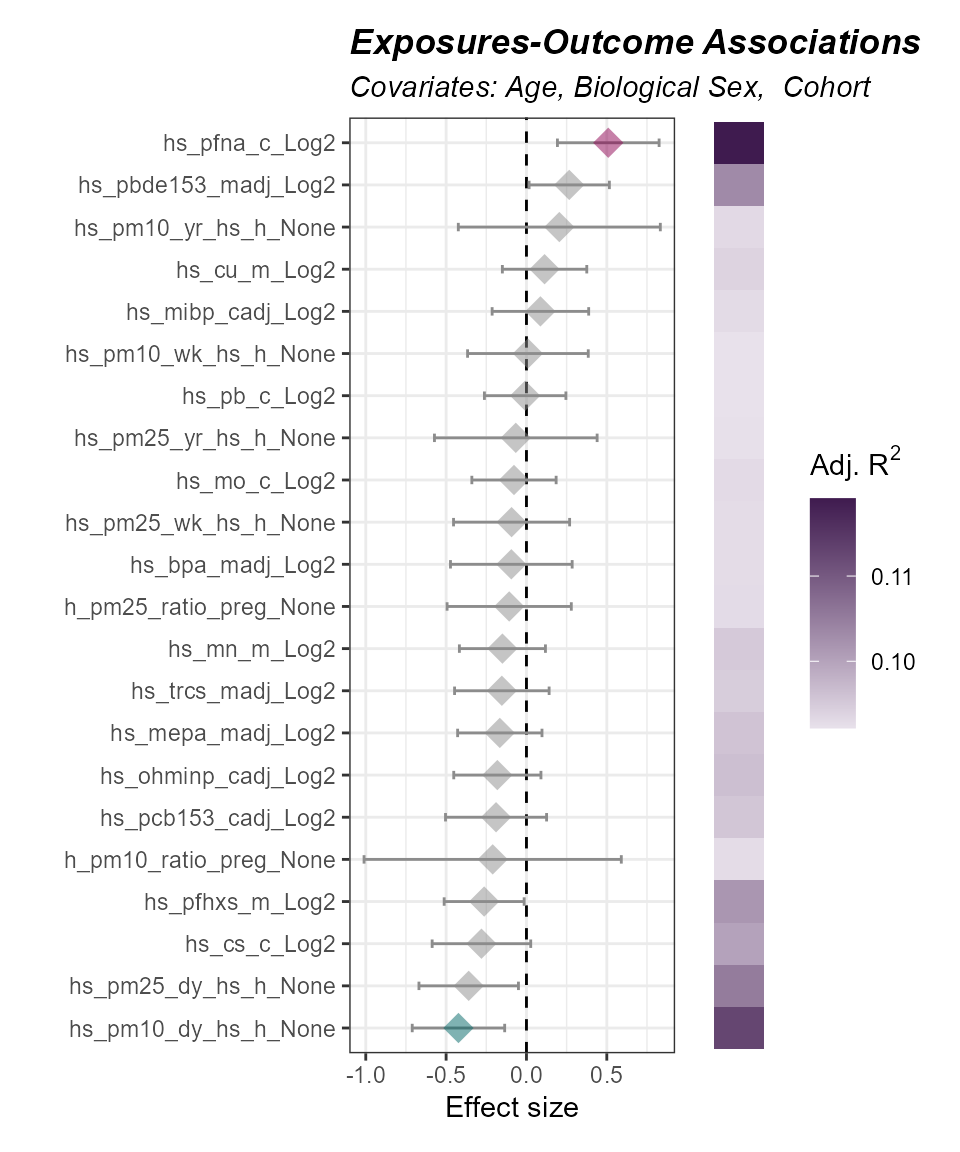 Exposures-Outcome Associations
Covariates: Age, Biological Sex,  Cohort
hs_pfna_c_Log2
hs_pbde153_madj_Log2
hs_pm10_yr_hs_h_None
hs_cu_m_Log2
hs_mibp_cadj_Log2
hs_pm10_wk_hs_h_None
hs_pb_c_Log2
hs_pm25_yr_hs_h_None
hs_mo_c_Log2
hs_pm25_wk_hs_h_None
hs_bpa_madj_Log2
h_pm25_ratio_preg_None
hs_mn_m_Log2
hs_trcs_madj_Log2
hs_mepa_madj_Log2
hs_ohminp_cadj_Log2
hs_pcb153_cadj_Log2
h_pm10_ratio_preg_None
hs_pfhxs_m_Log2
hs_cs_c_Log2
hs_pm25_dy_hs_h_None
hs_pm10_dy_hs_h_None
-1.0 -0.5 0.0 0.5
Effect size
Adj. R²
0.11
0.10